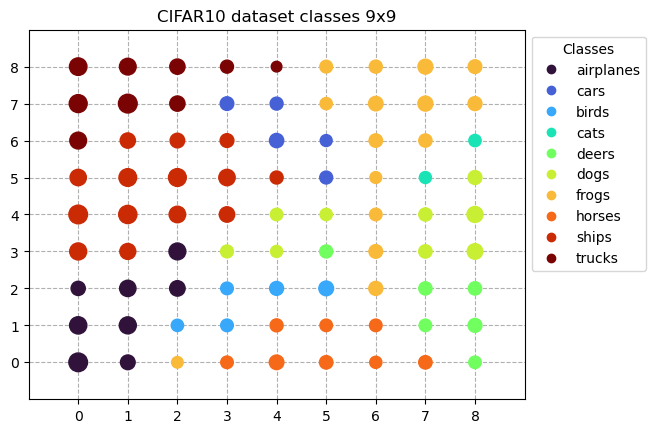 CIFAR10 dataset classes 9x9
8
7
6
5
4
3
2
1
0
0 1 2 3 4 5 6 7 8
Classes
airplanes
cars
birds
cats
deers
dogs
frogs
horses
ships
trucks